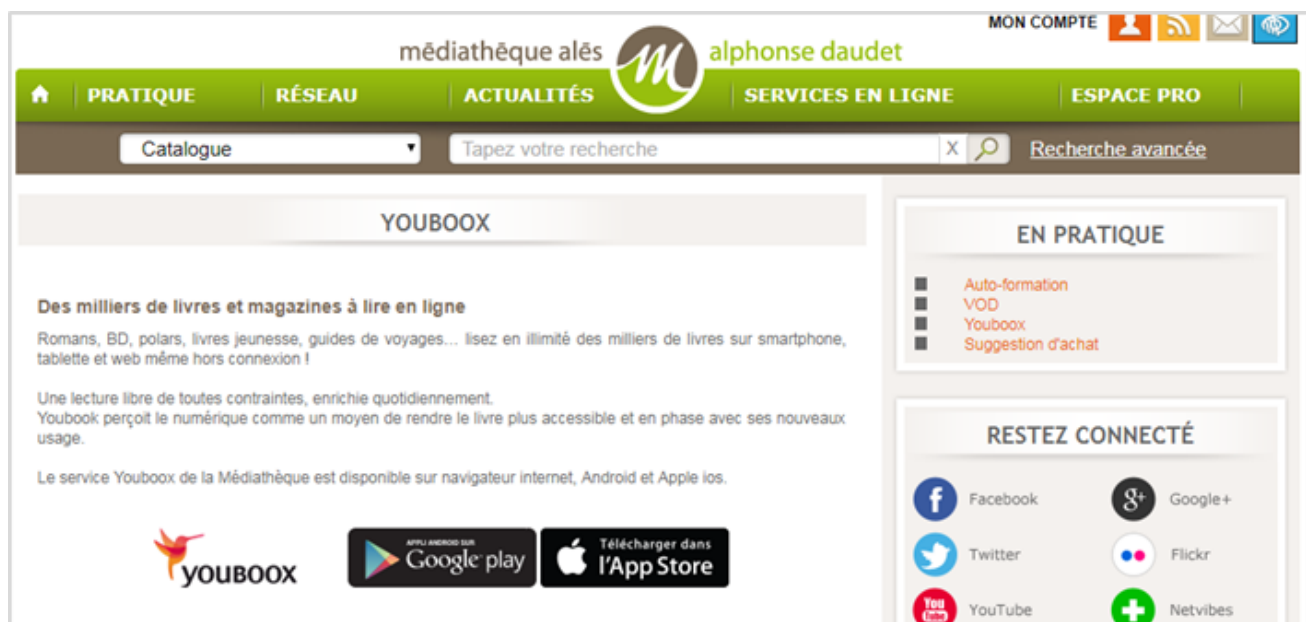 MON COMPTE
médiathèque alès
m
alphonse daudet
PRATIQUE
RÉSEAU
ACTUALITÉS
SERVICES EN LIGNE
ESPACE PRO
Catalogue
Tapez votre recherche
X
Recherche avancée
YOUBOOX
Des milliers de livres et magazines à lire en ligne
Romans, BD, polars, livres jeunesse, guides de voyages... lisez en illimité des milliers de livres sur smartphone,
tablette et web même hors connexion !
Une lecture libre de toutes contraintes, enrichie quotidiennement.
Youbook perçoit le numérique comme un moyen de rendre le livre plus accessible et en phase avec ses nouveaux
usage.
Le service Youboox de la Médiathèque est disponible sur navigateur internet, Android et Apple ios.
YOUBOOX
APPLI ANDROID SUR
Google play
Télécharger dans
l'App Store
EN PRATIQUE
Auto-formation
VOD
Youboox
Suggestion d'achat
RESTEZ CONNECTÉ
f
Facebook
g+
Google+
Twitter
Flickr
You
Tube
YouTube
Netvibes